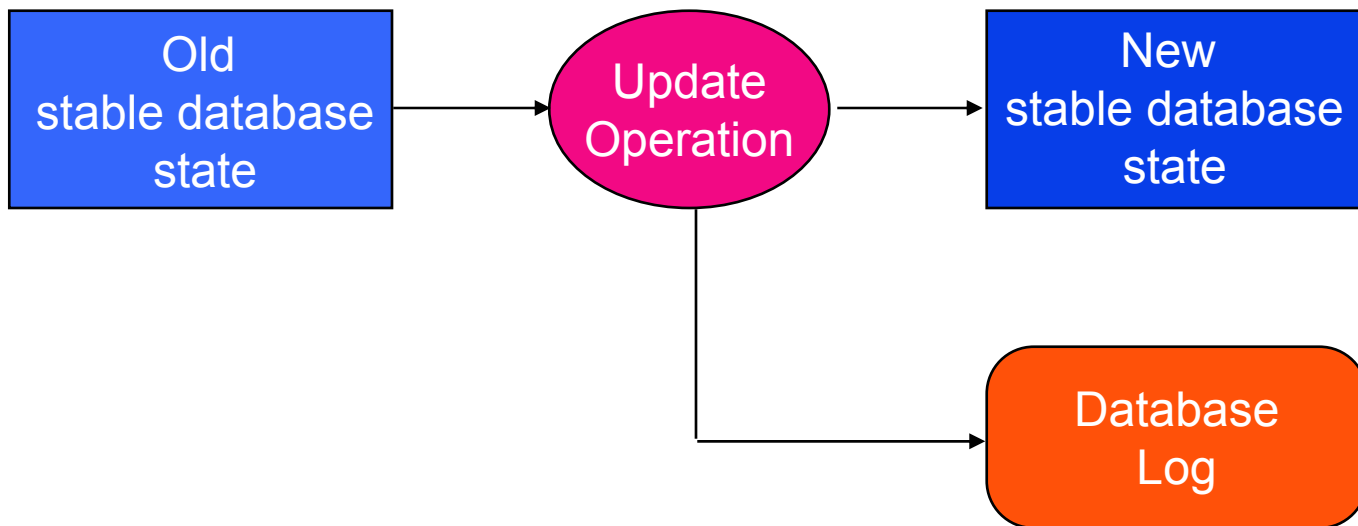 Old
stable database
state
Update
Operation
New
stable database
state
Database
Log